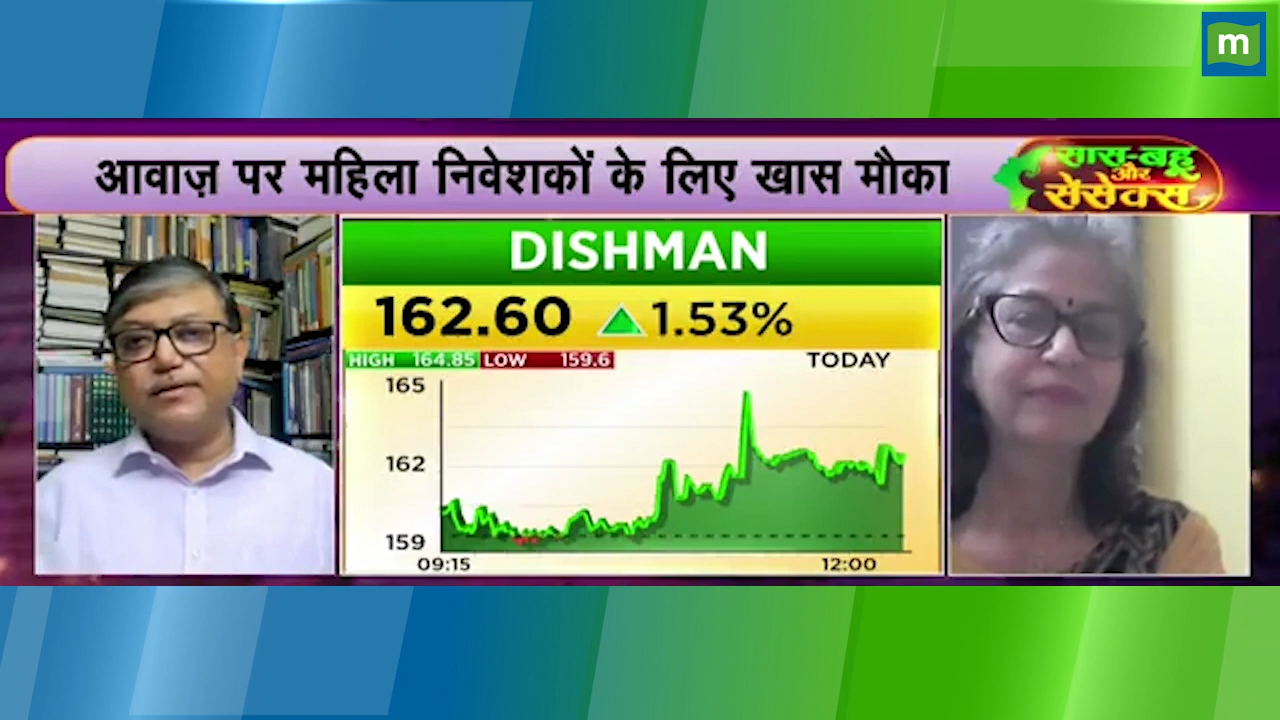 m
आवाज़ पर महिला निवेशकों के लिए खास मौका
सास-बहू
और
सेंसेक्स
DISHMAN
162.60 1.53%
HIGH 164.85 LOW 159.6 TODAY
165
162
159
09:15 12:00